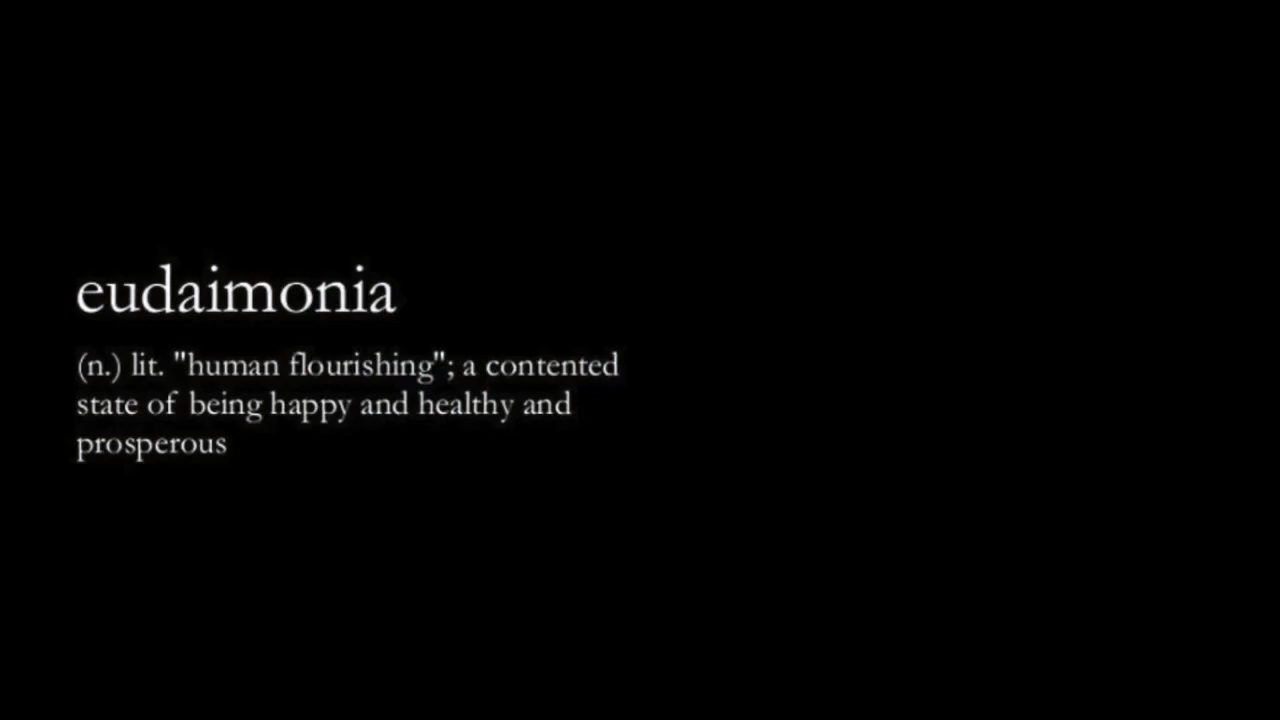 eudaimonia
(n.) lit. "human flourishing"; a contented
state of being happy and healthy and
prosperous